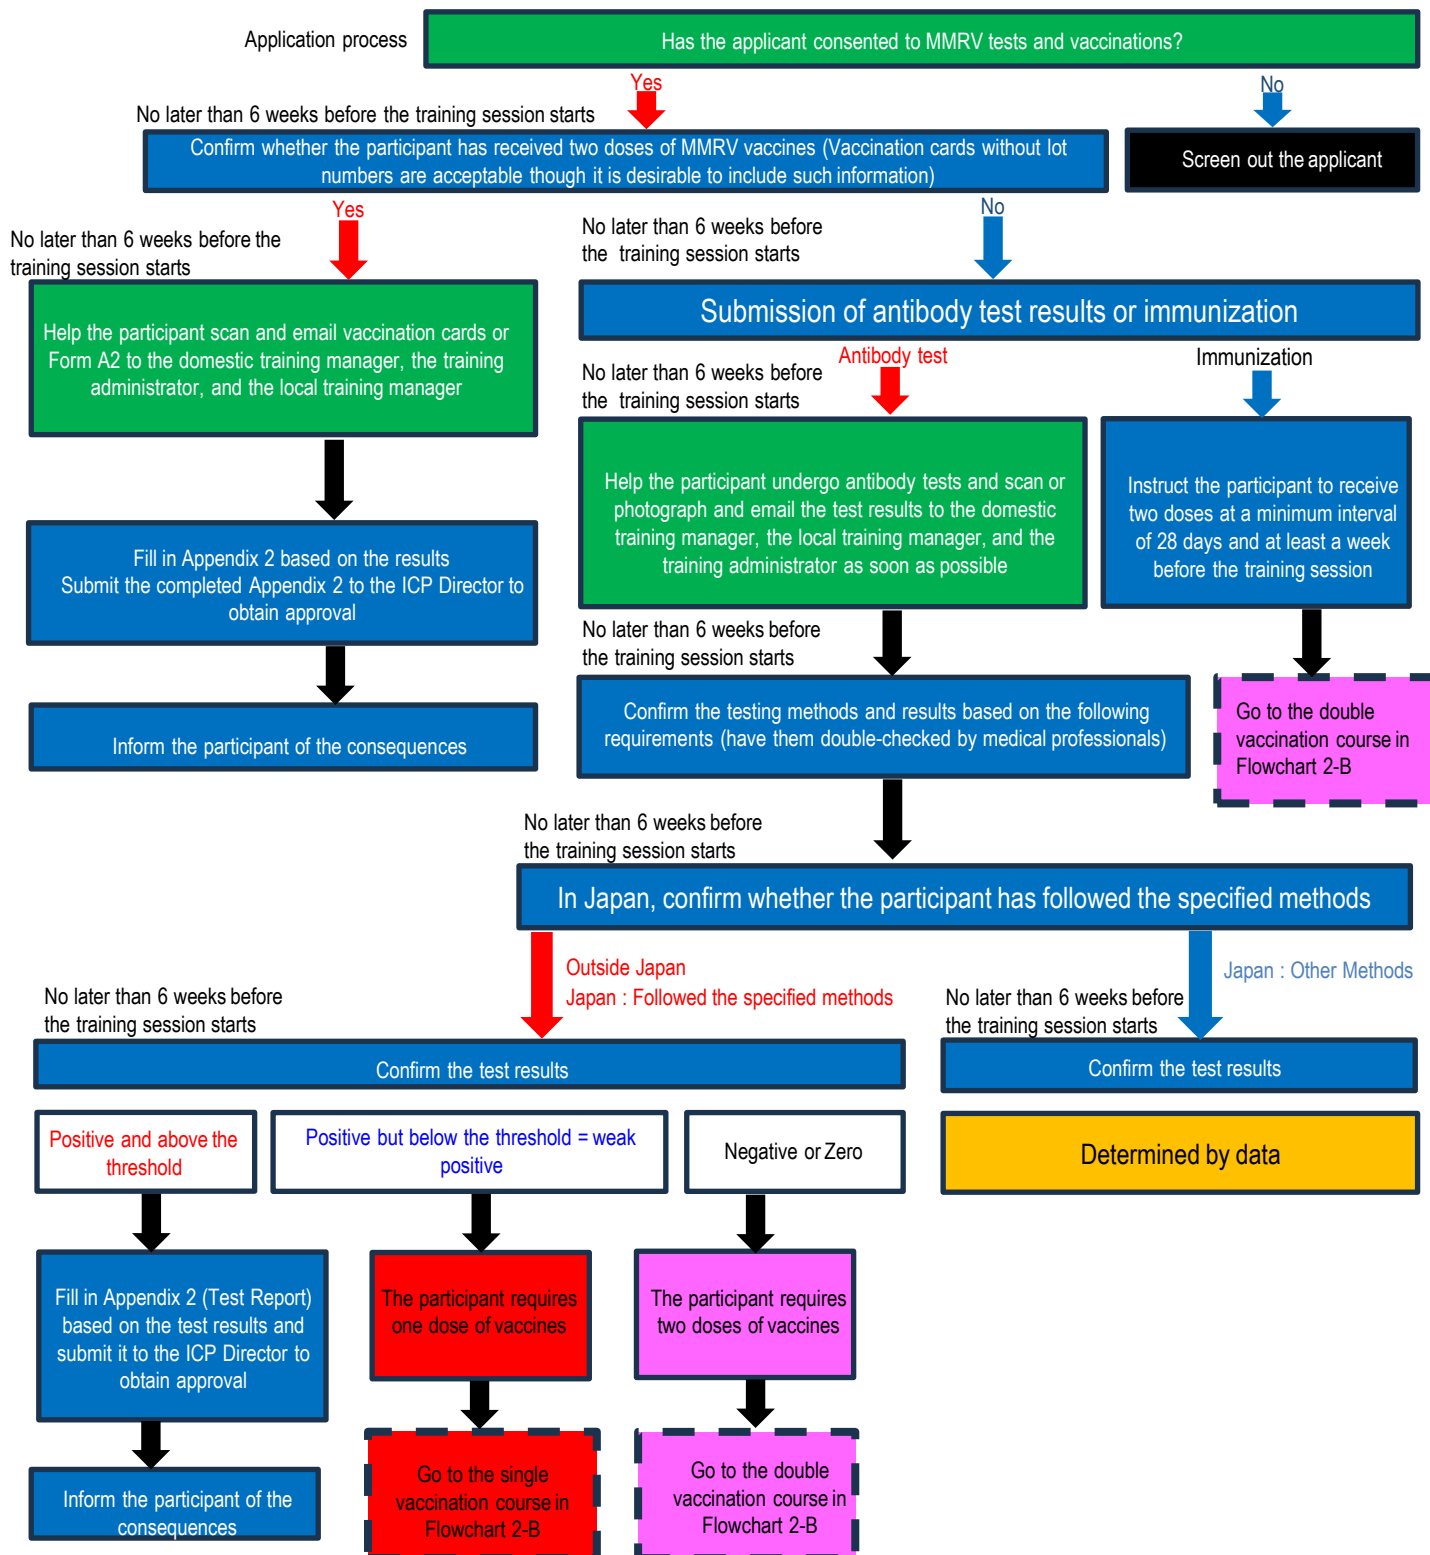 Application process
Has the applicant consented to MMRV tests and vaccinations?
Yes
No
No later than 6 weeks before the training session starts
Confirm whether the participant has received two doses of MMRV vaccines (Vaccination cards without lot
numbers are acceptable though it is desirable to include such information)
Screen out the applicant
Yes
No
No later than 6 weeks before the
training session starts
No later than 6 weeks before
the training session starts
Help the participant scan and email vaccination cards or
Form A2 to the domestic training manager, the training
administrator, and the local training manager
Submission of antibody test results or immunization
Antibody test
Immunization
No later than 6 weeks before
the training session starts
Help the participant undergo antibody tests and scan or
photograph and email the test results to the domestic
training manager, the local training manager, and the
training administrator as soon as possible
Instruct the participant to receive
two doses at a minimum interval
of 28 days and at least a week
before the training session
Fill in Appendix 2 based on the results
Submit the completed Appendix 2 to the ICP Director to
obtain approval
No later than 6 weeks before
the training session starts
Inform the participant of the consequences
Confirm the testing methods and results based on the following
requirements (have them double-checked by medical professionals)
Go to the double
vaccination course in
Flowchart 2-B
No later than 6 weeks before
the training session starts
In Japan, confirm whether the participant has followed the specified methods
Outside Japan
Japan : Followed the specified methods
Japan : Other Methods
No later than 6 weeks before
the training session starts
No later than 6 weeks before
the training session starts
Confirm the test results
Confirm the test results
Positive and above the
threshold
Positive but below the threshold = weak
positive
Negative or Zero
Determined by data
Fill in Appendix 2 (Test Report)
based on the test results and
submit it to the ICP Director to
obtain approval
The participant requires
one dose of vaccines
The participant requires
two doses of vaccines
Inform the participant of the
consequences
Go to the single
vaccination course in
Flowchart 2-B
Go to the double
vaccination course in
Flowchart 2-B